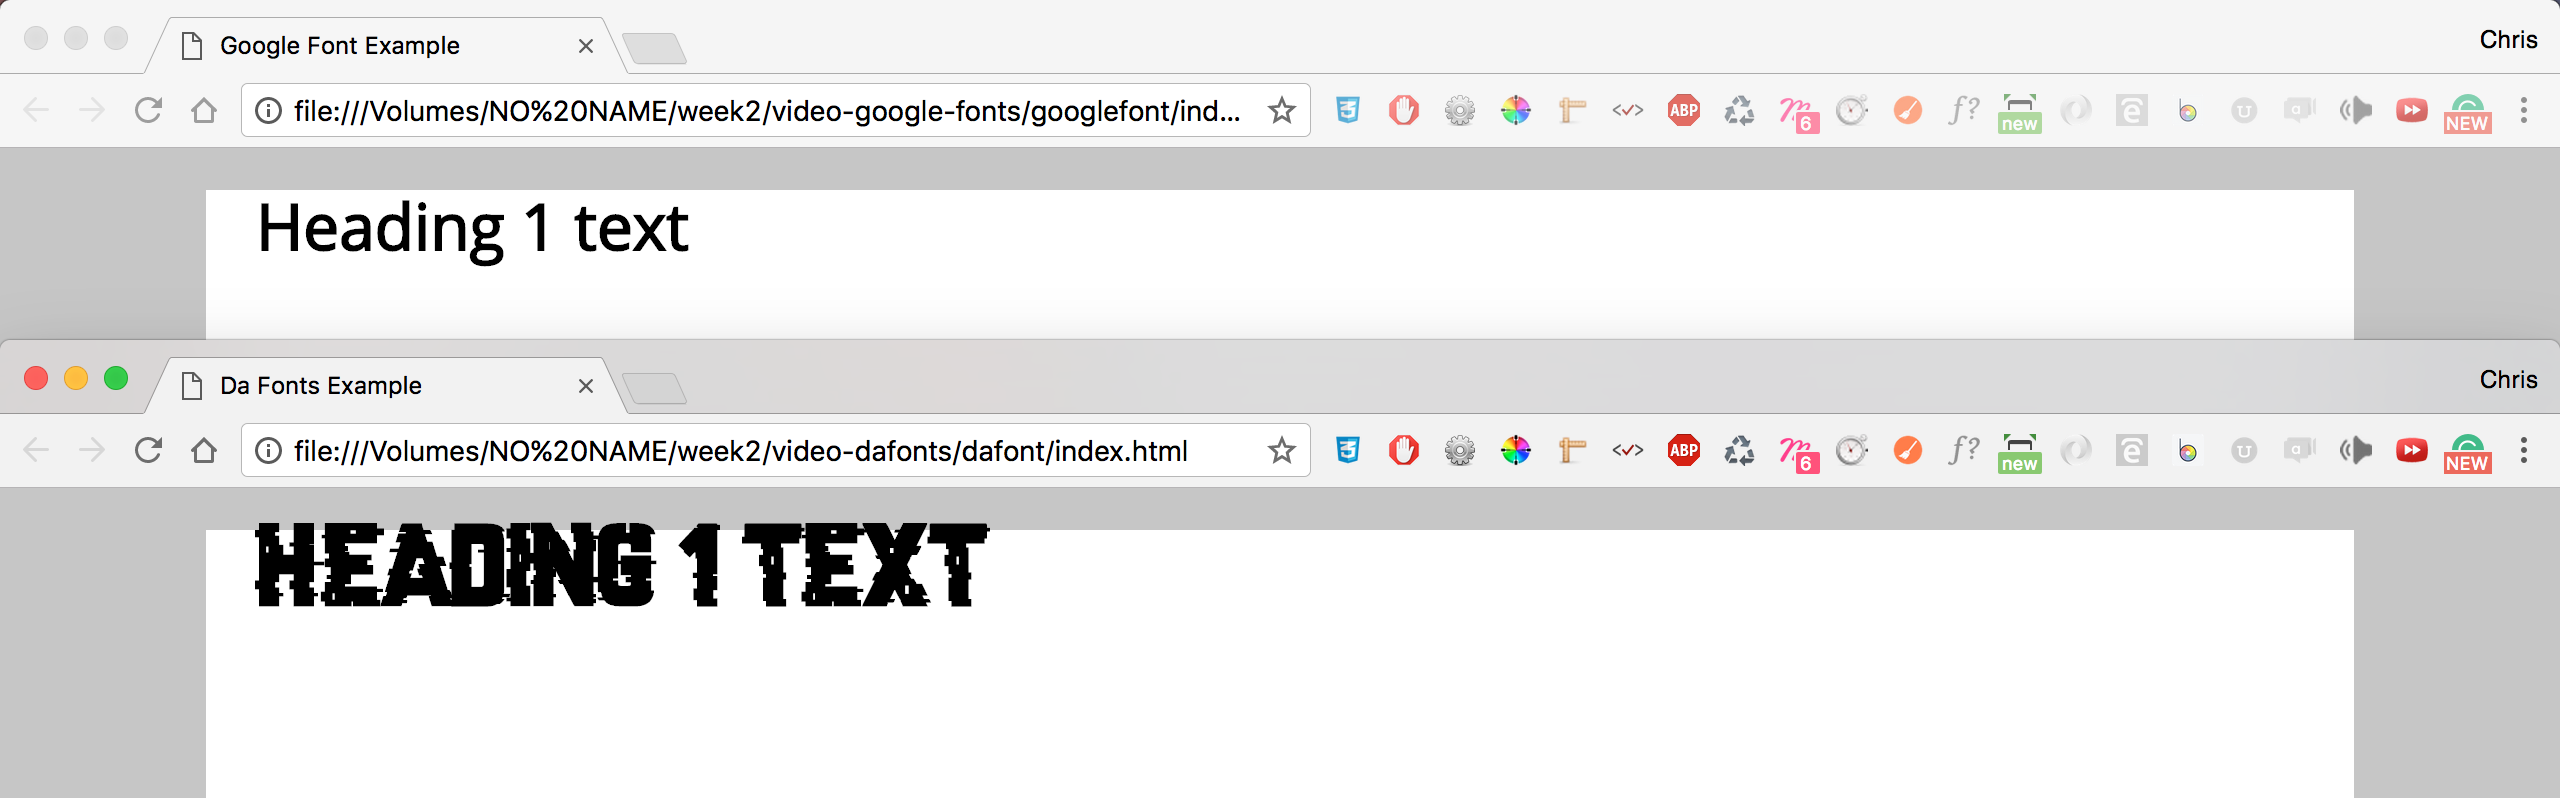 Google Font Example
Chris
file:///Volumes/NO%20NAME/week2/video-google-fonts/googlefont/ind...
ABP
6
f?
new
NEW
Heading 1 text
Da Fonts Example
Chris
file:///Volumes/NO%20NAME/week2/video-dafonts/dafont/index.html
ABP
6
f?
new
NEW
HEADING 1 TEXT